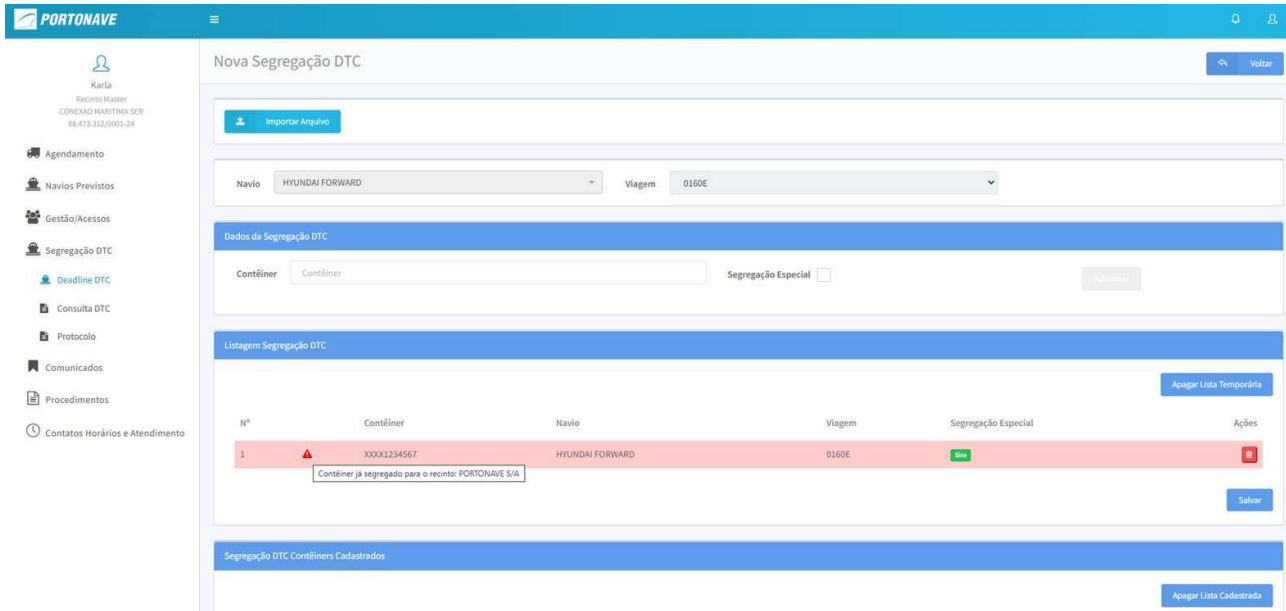 PORTONAVE
Karla
Recinto Master
CONEXAO MARITIMA SER
08.473.312/0001-24
Agendamento
Navios Previstos
Gestão/Acessos
Segregação DTC
Deadline DTC
Consulta DTC
Protocolo
Comunicados
Procedimentos
Contatos Horários e Atendimento
Nova Segregação DTC
Voltar
Importar Arquivo
Navio HYUNDAI FORWARD Viagem 0160E
Dados da Segregação DTC
Contêiner Contêiner Segregação Especial Adicionar
Listagem Segregação DTC
Apagar Lista Temporária
N° Contêiner Navio Viagem Segregação Especial Ações
1 XXXX1234567 HYUNDAI FORWARD 0160E Sim
Contêiner já segregado para o recinto: PORTONAVE S/A
Salvar
Segregação DTC Contêiners Cadastrados
Apagar Lista Cadastrada